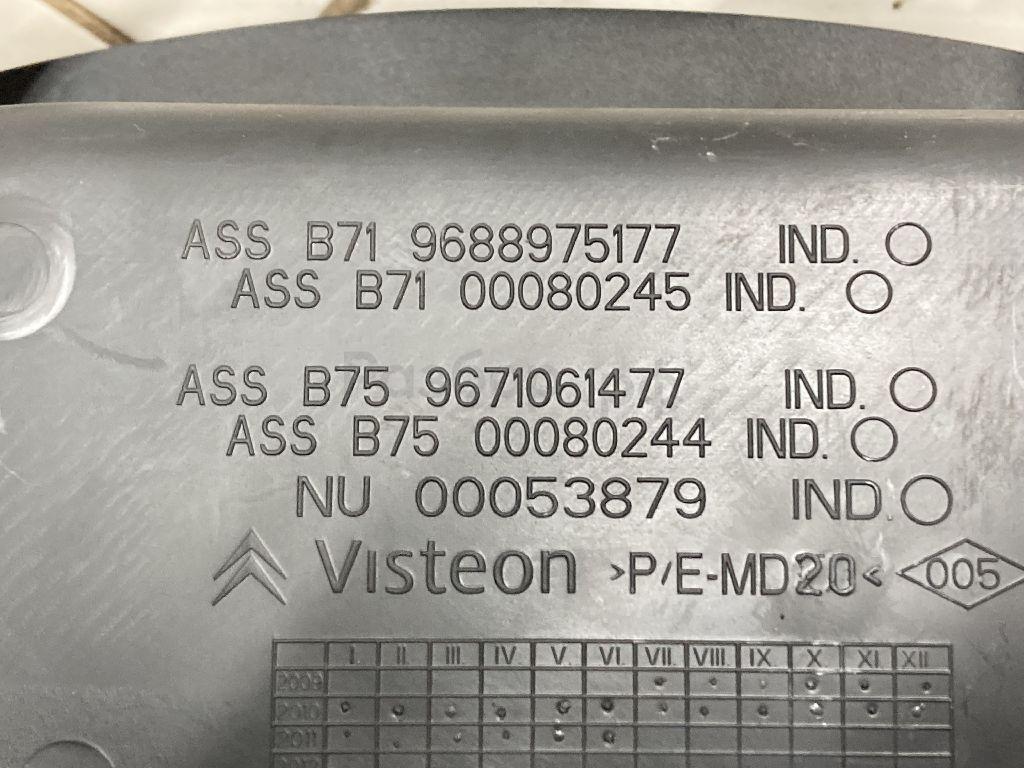 ASS B71 9688975177 IND. O
ASS B71 00080245 IND. O
ASS B75 9671061477 IND. O
ASS B75 00080244 IND. O
NU 00053879 IND. O
Visteon >P/E-MD20< 005
I. II. III. IV. V. VI. VII. VIII. IX. X. XI. XII
2009
2010
2011